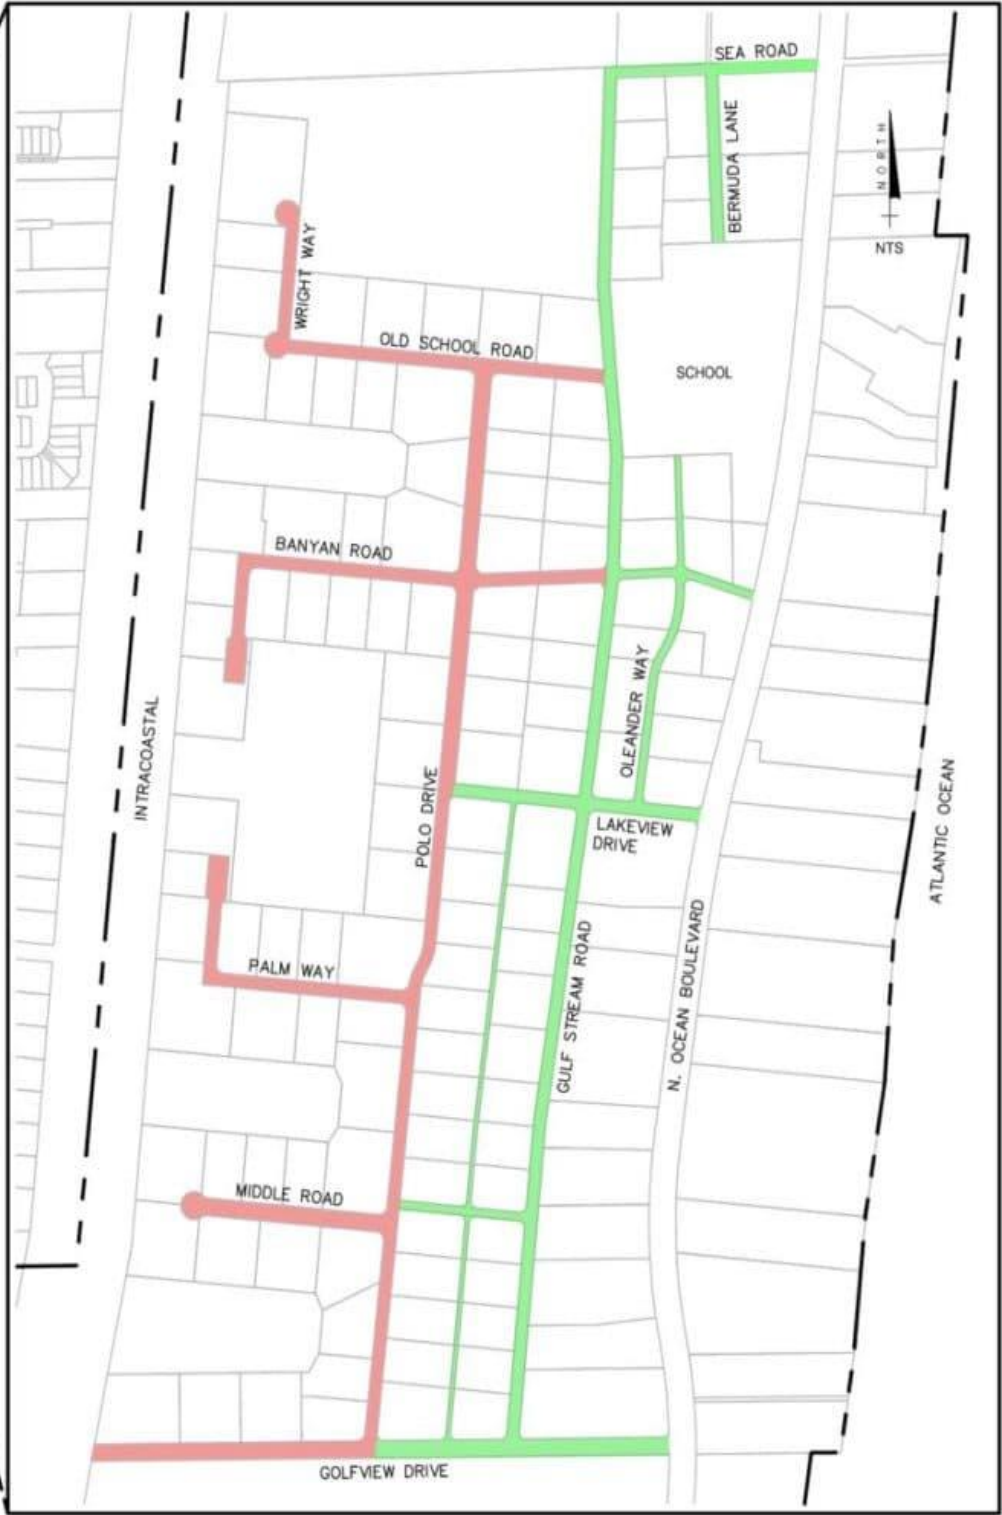 SEA ROAD
BERMUDA LANE
NORTH
NTS
WRIGHT WAY
OLD SCHOOL ROAD
SCHOOL
BANYAN ROAD
OLEANDER WAY
INTRACOASTAL
POLO DRIVE
LAKEVIEW
DRIVE
ATLANTIC OCEAN
PALM WAY
GULF STREAM ROAD
N. OCEAN BOULEVARD
MIDDLE ROAD
GOLFVIEW DRIVE